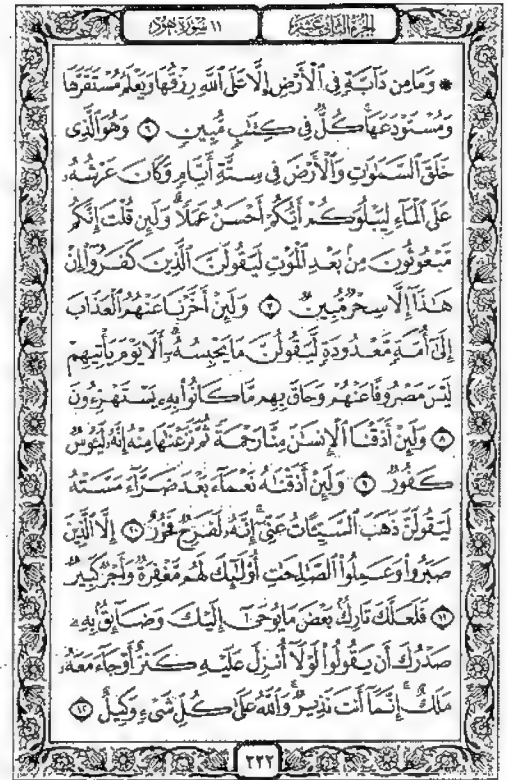 الجزء الثاني عشر
١١ سورة هود
* وَمَا مِن دَآبَّةٍ فِى ٱلْأَرْضِ إِلَّا عَلَى ٱللَّهِ رِزْقُهَا وَيَعْلَمُ مُسْتَقَرَّهَا
وَمُسْتَوْدَعَهَا ۚ كُلٌّ فِى كِتَٰبٍ مُّبِينٍ ٦ وَهُوَ ٱلَّذِى
خَلَقَ ٱلسَّمَٰوَٰتِ وَٱلْأَرْضَ فِى سِتَّةِ أَيَّامٍ وَكَانَ عَرْشُهُۥ
عَلَى ٱلْمَآءِ لِيَبْلُوَكُمْ أَيُّكُمْ أَحْسَنُ عَمَلًا ۗ وَلَئِن قُلْتَ إِنَّكُم
مَّبْعُوثُونَ مِنۢ بَعْدِ ٱلْمَوْتِ لَيَقُولَنَّ ٱلَّذِينَ كَفَرُوٓا۟ إِنْ
هَٰذَآ إِلَّا سِحْرٌ مُّبِينٌ ٧ وَلَئِنْ أَخَّرْنَا عَنْهُمُ ٱلْعَذَابَ
إِلَىٰٓ أُمَّةٍ مَّعْدُودَةٍ لَّيَقُولُنَّ مَا يَحْبِسُهُۥٓ ۗ أَلَا يَوْمَ يَأْتِيهِمْ
لَيْسَ مَصْرُوفًا عَنْهُمْ وَحَاقَ بِهِم مَّا كَانُوا۟ بِهِۦ يَسْتَهْزِءُونَ
٨ وَلَئِنْ أَذَقْنَا ٱلْإِنسَٰنَ مِنَّا رَحْمَةً ثُمَّ نَزَعْنَٰهَا مِنْهُ إِنَّهُۥ لَيَـُٔوسٌ
كَفُورٌ ٩ وَلَئِنْ أَذَقْنَٰهُ نَعْمَآءَ بَعْدَ ضَرَّآءَ مَسَّتْهُ
لَيَقُولَنَّ ذَهَبَ ٱلسَّيِّـَٔاتُ عَنِّىٓ ۚ إِنَّهُۥ لَفَرِحٌ فَخُورٌ ١٠ إِلَّا ٱلَّذِينَ
صَبَرُوا۟ وَعَمِلُوا۟ ٱلصَّٰلِحَٰتِ أُو۟لَٰٓئِكَ لَهُم مَّغْفِرَةٌ وَأَجْرٌ كَبِيرٌ
١١ فَلَعَلَّكَ تَارِكٌۢ بَعْضَ مَا يُوحَىٰٓ إِلَيْكَ وَضَآئِقٌۢ بِهِۦ
صَدْرُكَ أَن يَقُولُوا۟ لَوْلَآ أُنزِلَ عَلَيْهِ كَنزٌ أَوْ جَآءَ مَعَهُۥ
مَلَكٌ ۚ إِنَّمَآ أَنتَ نَذِيرٌ ۚ وَٱللَّهُ عَلَىٰ كُلِّ شَىْءٍ وَكِيلٌ ١٢
٢٢٢